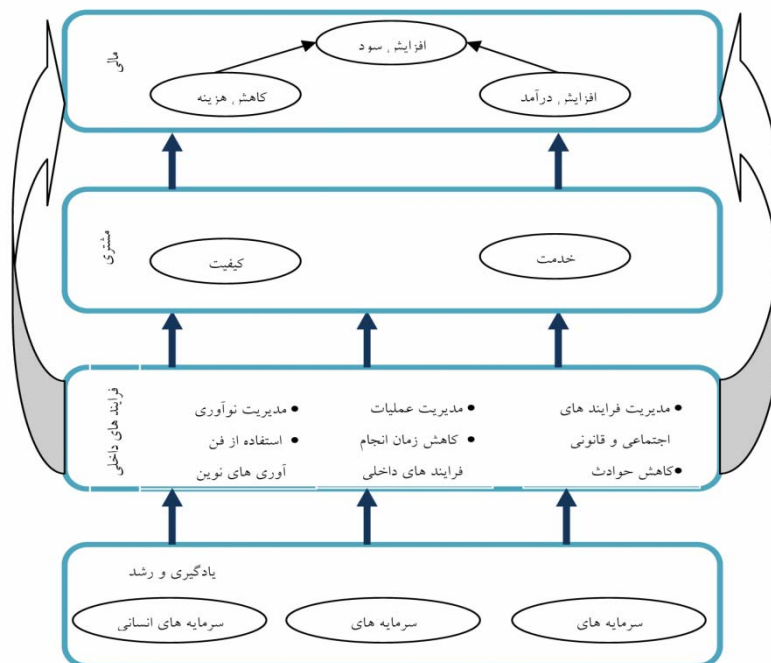 افزایش سود
مالی
افزایش درآمد
کاهش هزینه
مشتری
خدمت
کیفیت
فرایند های داخلی
● مدیریت فرایند های
اجتماعی و قانونی
● کاهش حوادث
● مدیریت عملیات
● کاهش زمان انجام
فرایند های داخلی
● مدیریت نوآوری
● استفاده از فن
آوری های نوین
یادگیری و رشد
سرمایه های
سرمایه های
سرمایه های انسانی